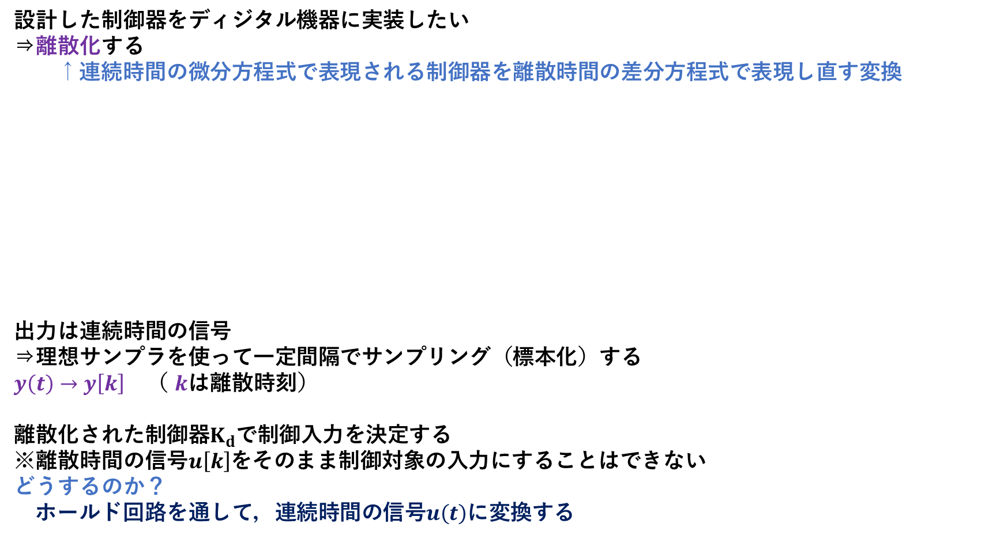 設計した制御器をディジタル機器に実装したい
⇒離散化する
↑連続時間の微分方程式で表現される制御器を離散時間の差分方程式で表現し直す変換
出力は連続時間の信号
⇒理想サンプラを使って一定間隔でサンプリング（標本化）する
y(t) → y[k] （ kは離散時刻）
離散化された制御器K_dで制御入力を決定する
※離散時間の信号u[k]をそのまま制御対象の入力にすることはできない
どうするのか？
ホールド回路を通して，連続時間の信号u(t)に変換する